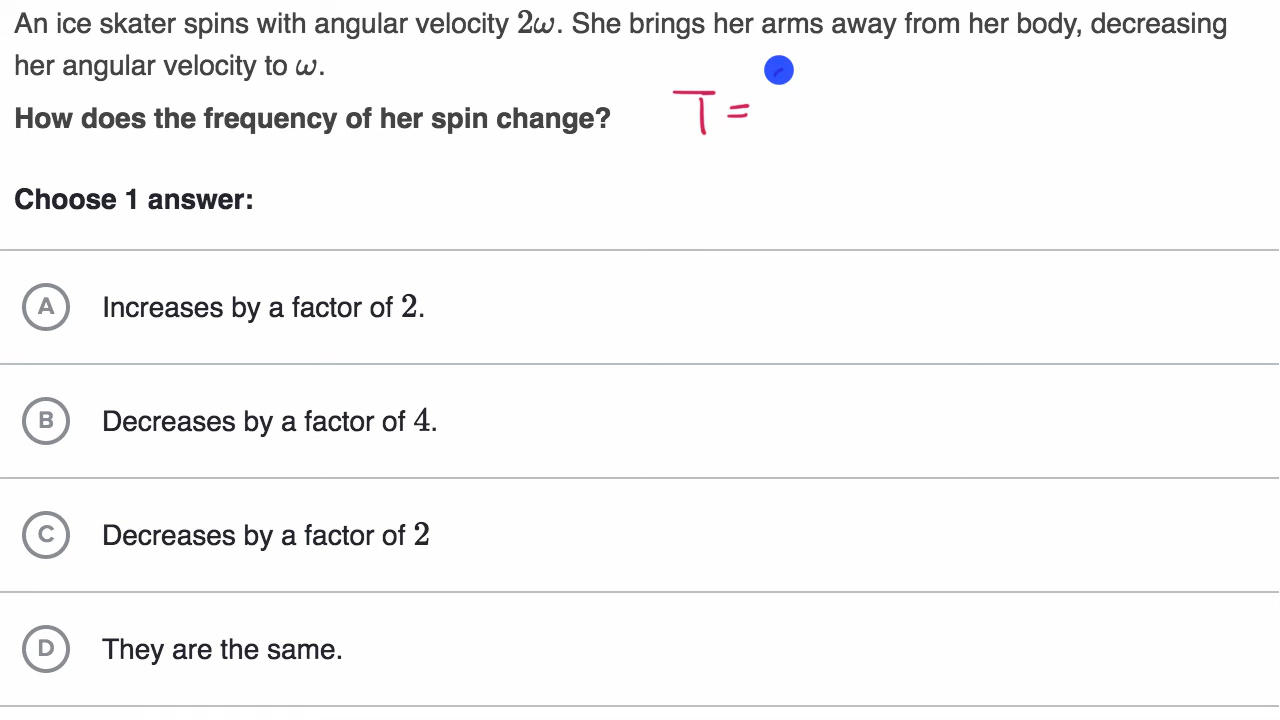 An ice skater spins with angular velocity 2ω. She brings her arms away from her body, decreasing
her angular velocity to ω.
How does the frequency of her spin change?
T =
Choose 1 answer:
A Increases by a factor of 2.
B Decreases by a factor of 4.
C Decreases by a factor of 2
D They are the same.